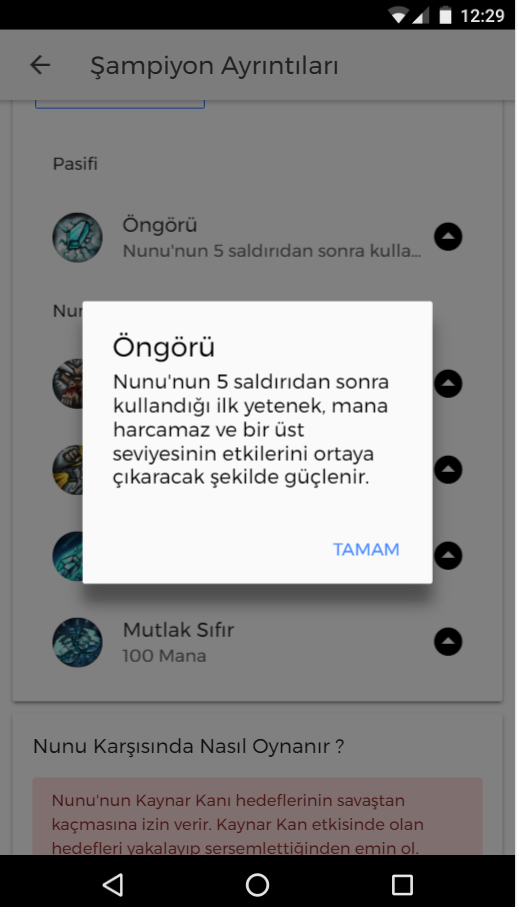 12:29
Şampiyon Ayrıntıları
Pasifi
Öngörü
Nunu'nun 5 saldırıdan sonra kulla...
Öngörü
Nunu'nun 5 saldırıdan sonra
kullandığı ilk yetenek, mana
harcamaz ve bir üst
seviyesinin etkilerini ortaya
çıkaracak şekilde güçlenir.
TAMAM
Mutlak Sıfır
100 Mana
Nunu Karşısında Nasıl Oynanır ?
Nunu'nun Kaynar Kanı hedeflerinin savaştan
kaçmasına izin verir. Kaynar Kan etkisinde olan
hedefleri yakalayıp sersemlettiğinden emin ol.